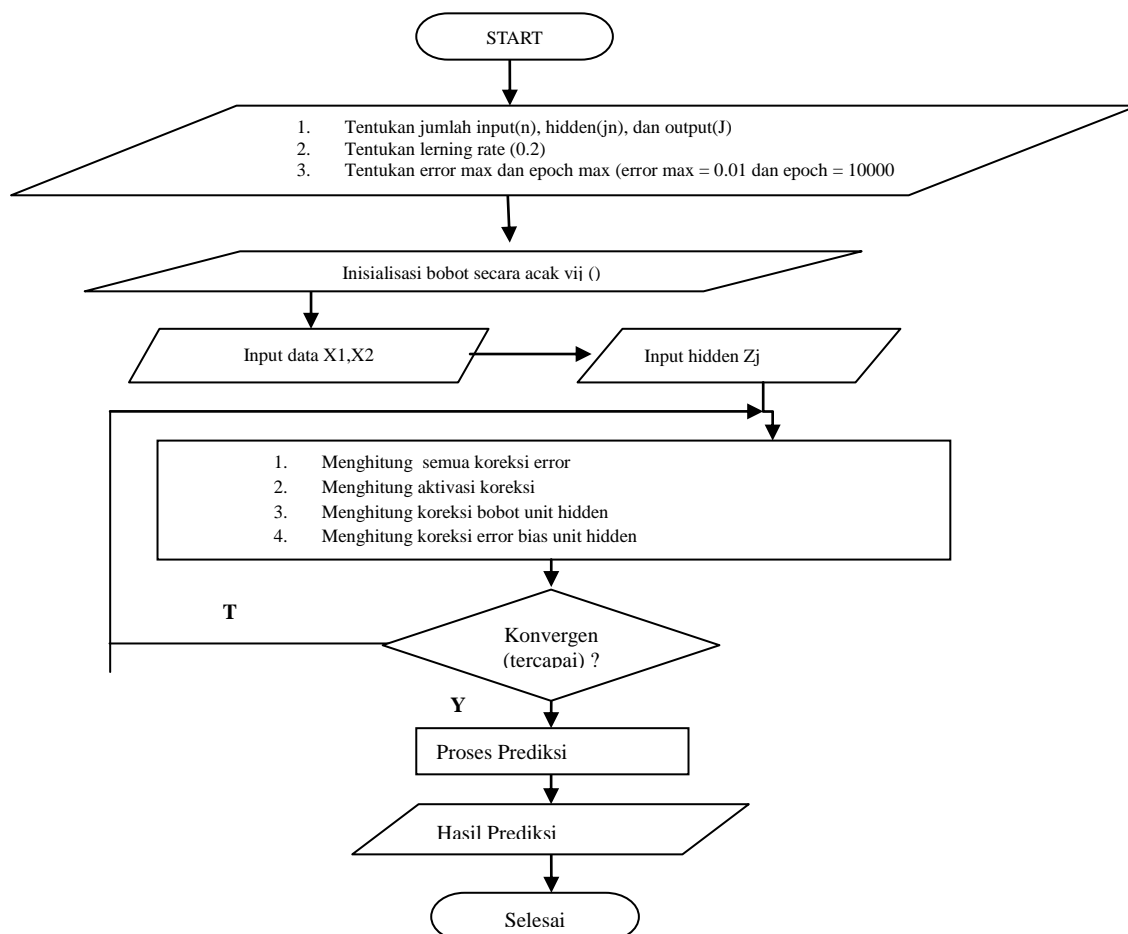 START
1. Tentukan jumlah input(n), hidden(jn), dan output(J)
2. Tentukan lerning rate (0.2)
3. Tentukan error max dan epoch max (error max = 0.01 dan epoch = 10000
Inisialisasi bobot secara acak vij ()
Input data X1,X2
Input hidden Zj
1. Menghitung semua koreksi error
2. Menghitung aktivasi koreksi
3. Menghitung koreksi bobot unit hidden
4. Menghitung koreksi error bias unit hidden
T
Konvergen
(tercapai) ?
Y
Proses Prediksi
Hasil Prediksi
Selesai